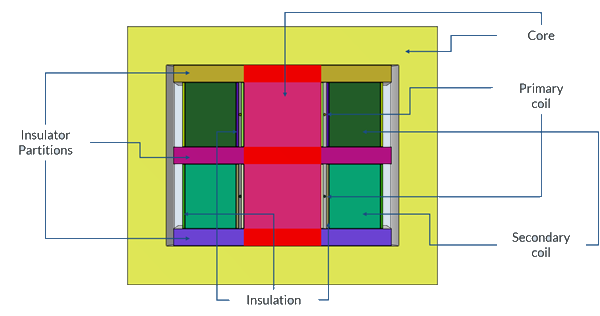 Core
Primary
coil
Insulator
Partitions
Secondary
coil
Insulation